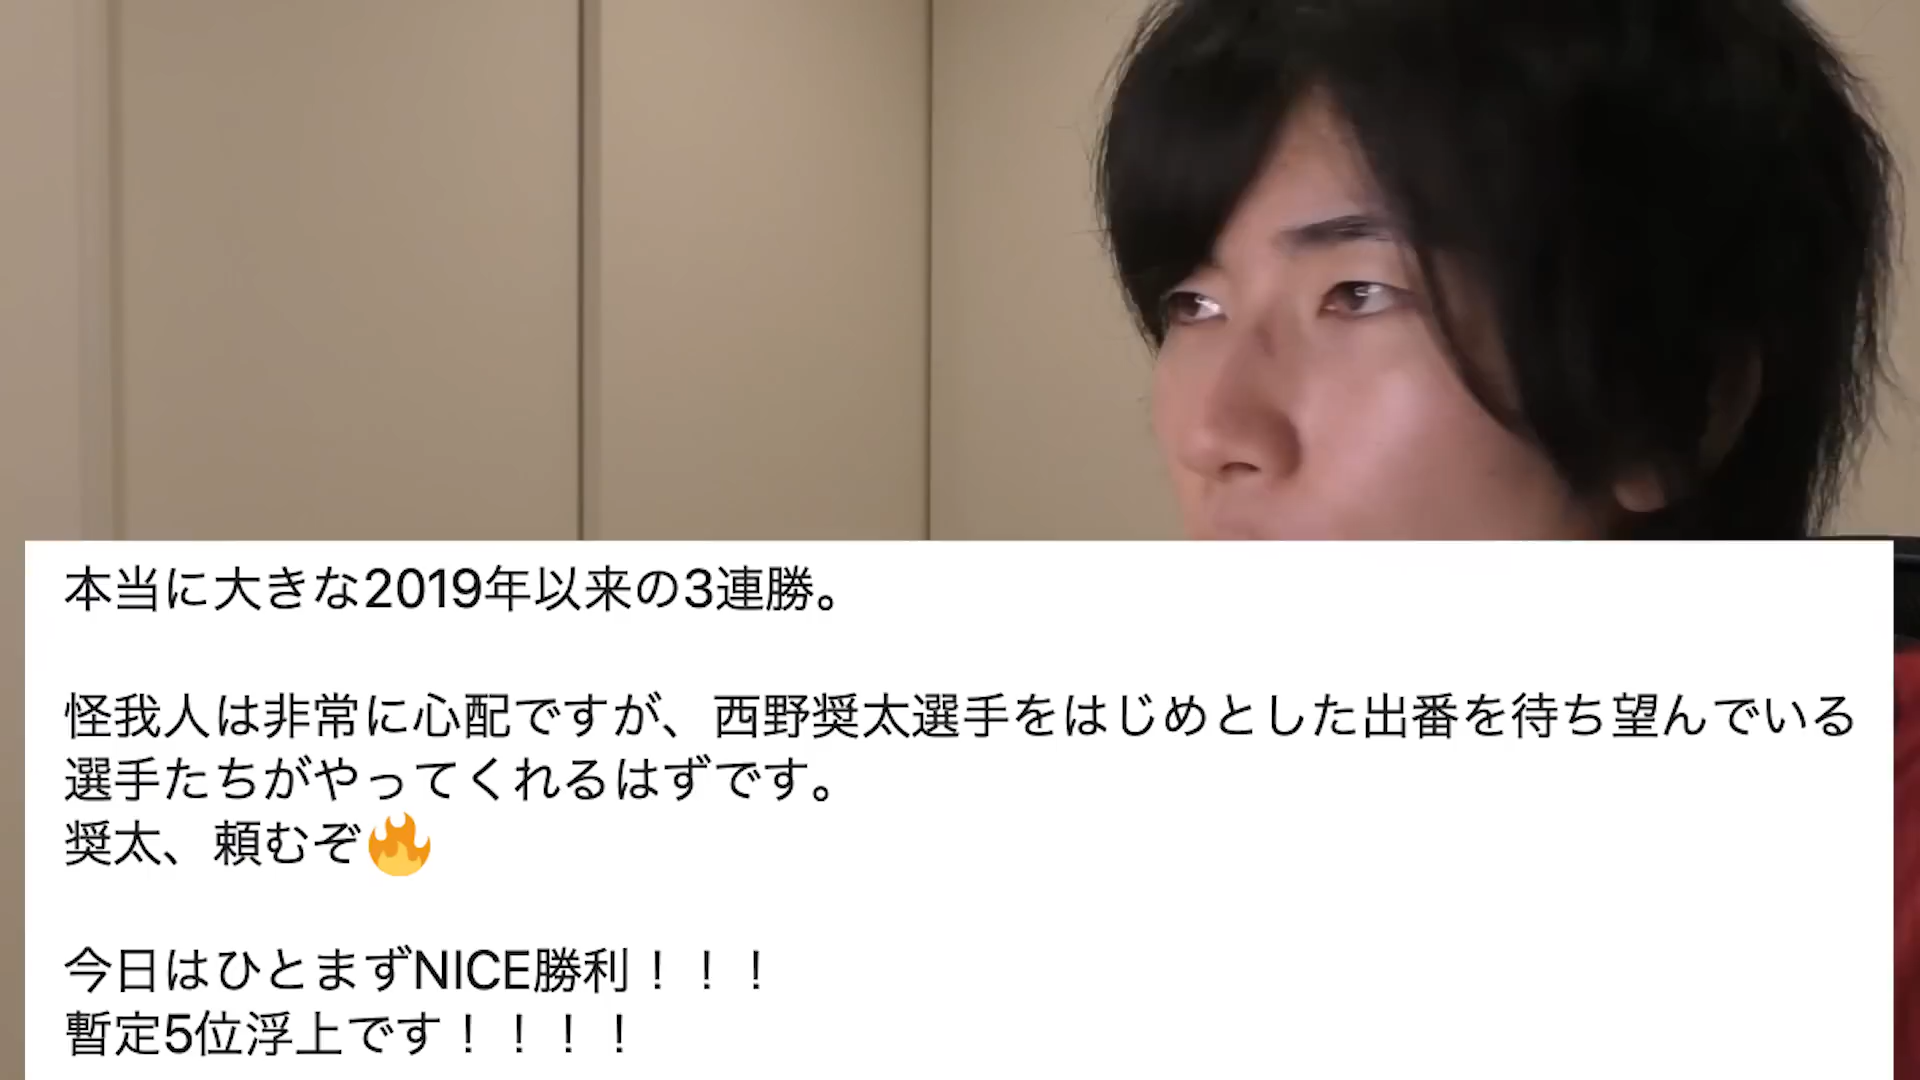 本当に大きな2019年以来の3連勝。
怪我人は非常に心配ですが、西野奨太選手をはじめとした出番を待ち望んでいる
選手たちがやってくれるはずです。
奨太、頼むぞ🔥
今日はひとまずNICE勝利！！！
暫定5位浮上です！！！！